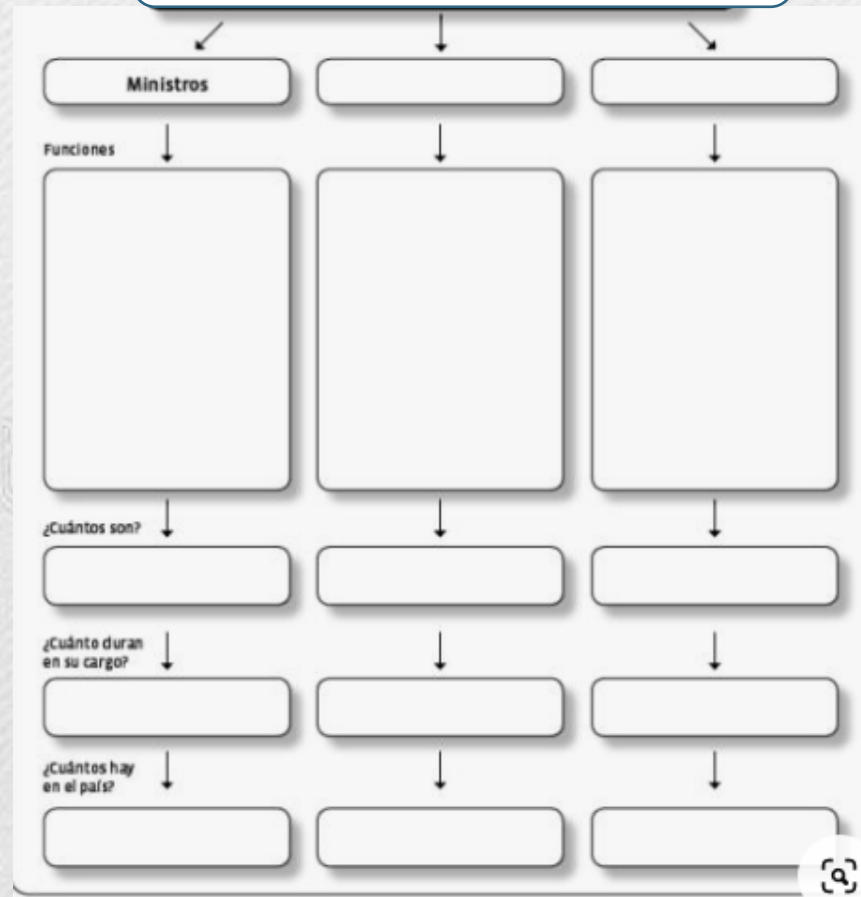 Ministros
Funciones
¿Cuántos son?
¿Cuánto duran
en su cargo?
¿Cuántos hay
en el país?